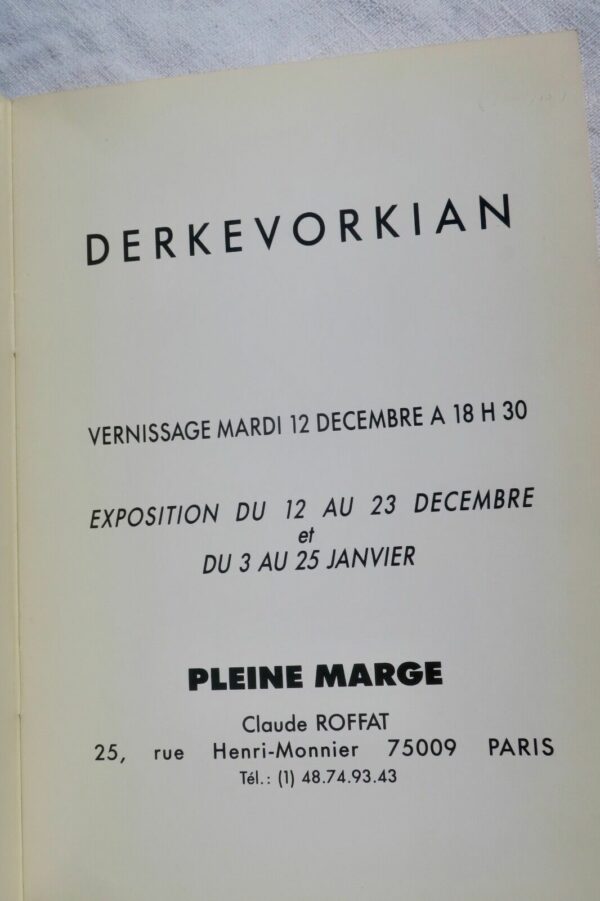 DERKEVORKIAN
VERNISSAGE MARDI 12 DECEMBRE A 18 H 30
EXPOSITION DU 12 AU 23 DECEMBRE
et
DU 3 AU 25 JANVIER
PLEINE MARGE
Claude ROFFAT
25, rue Henri-Monnier 75009 PARIS
Tél.: (1) 48.74.93.43